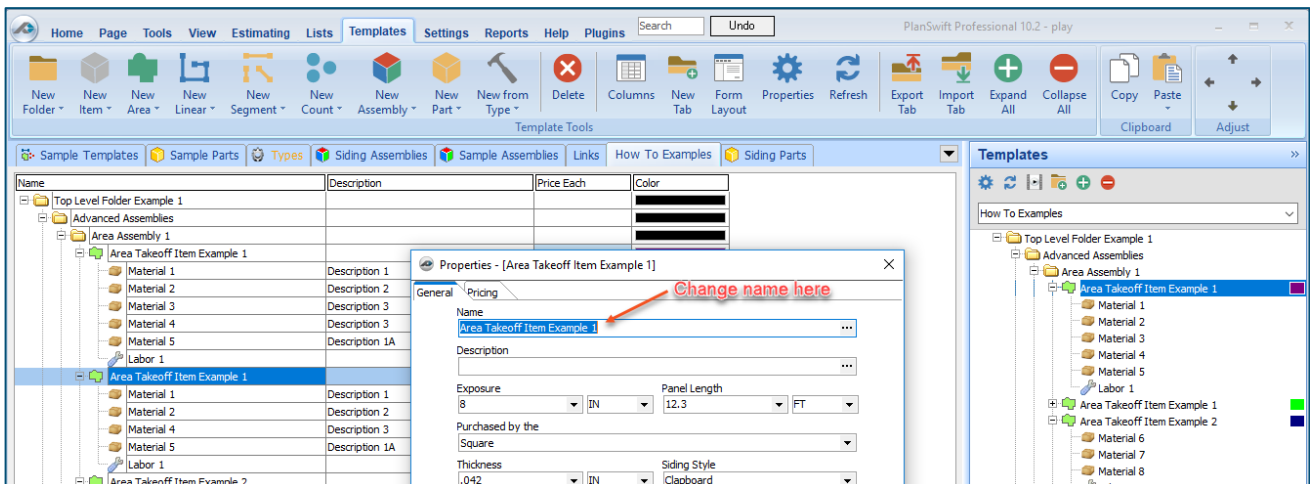 Home Page Tools View Estimating Lists Templates Settings Reports Help Plugins Search Undo PlanSwift Professional 10.2 - play
New Folder
New Item
New Area
New Linear
New Segment
New Count
New Assembly
New Part
New from Type
Delete
Columns
New Tab
Form Layout
Properties
Refresh
Export Tab
Import Tab
Expand All
Collapse All
Copy
Paste
Template Tools Clipboard Adjust
Sample Templates Sample Parts Types Siding Assemblies Sample Assemblies Links How To Examples Siding Parts
Name Description Price Each Color
Top Level Folder Example 1
Advanced Assemblies
Area Assembly 1
Area Takeoff Item Example 1
Material 1 Description 1
Material 2 Description 2
Material 3 Description 3
Material 4 Description 3
Material 5 Description 1A
Labor 1
Area Takeoff Item Example 1
Material 1 Description 1
Material 2 Description 2
Material 4 Description 3
Material 5 Description 1A
Labor 1
Area Takeoff Item Example 2
Properties - [Area Takeoff Item Example 1]
General Pricing
Change name here
Name
Area Takeoff Item Example 1
Description
Exposure Panel Length
8 IN 12.3 FT
Purchased by the
Square
Thickness Siding Style
.042 IN Clapboard
Templates
How To Examples
Top Level Folder Example 1
Advanced Assemblies
Area Assembly 1
Area Takeoff Item Example 1
Material 1
Material 2
Material 3
Material 4
Material 5
Labor 1
Area Takeoff Item Example 1
Area Takeoff Item Example 2
Material 6
Material 7
Material 8